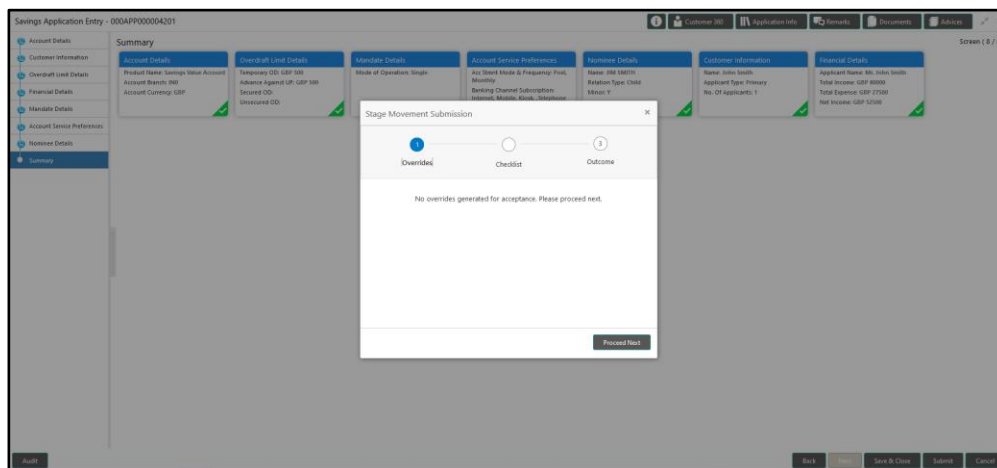 Savings Application Entry - 000APP000004201
Customer 360
Application Info
Remarks
Documents
Advices
Account Details
Customer Information
Overdraft Limit Details
Financial Details
Mandate Details
Account Service Preferences
Nominee Details
Summary
Summary
Screen ( 8 /
Account Details
Product Name: Savings Value Account
Account Branch:
Account Currency: GBP
Overdraft Limit Details
Temporary OD: GBP 500
Advance Against UF: GBP 500
Secured OD:
Unsecured OD:
Mandate Details
Mode of Operation: Single
Account Service Preferences
Acc Stmnt Mode & Frequency: Post,
Monthly
Banking Channel Subscription:
Internet, Mobile, Kiosk, Telephone
Nominee Details
Name: JIM SMITH
Relation Type: Child
Minor: Y
Customer Information
Name: John Smith
Applicant Type: Primary
No. Of Applicants: 1
Financial Details
Applicant Name: Mr. John Smith
Total Income: GBP 80000
Total Expense: GBP 27500
Net Income: GBP 52500
Stage Movement Submission
×
1
3
Overrides
Checklist
Outcome
No overrides generated for acceptance. Please proceed next.
Proceed Next
Audit
Back
Next
Save & Close
Submit
Cancel